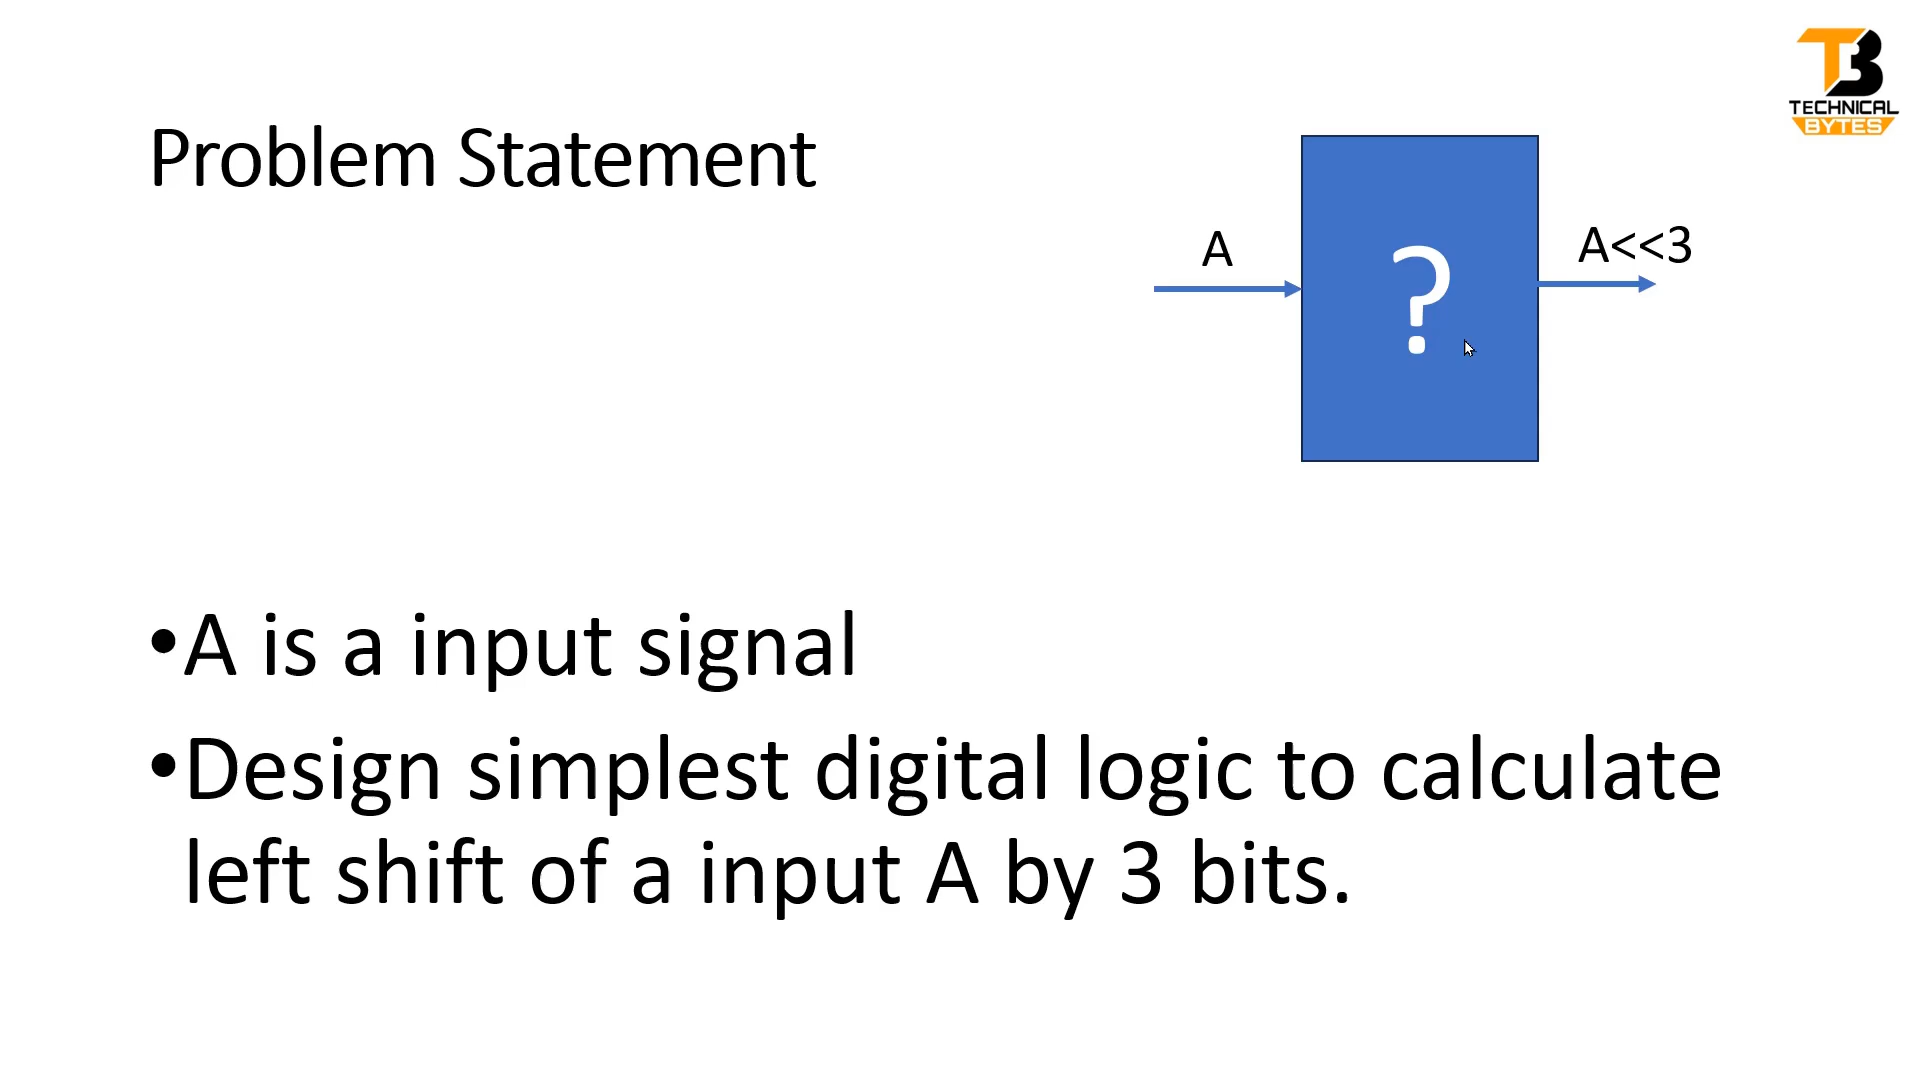 TECHNICAL
BYTES
Problem Statement
A
?
A<<3
•A is a input signal
•Design simplest digital logic to calculate
left shift of a input A by 3 bits.